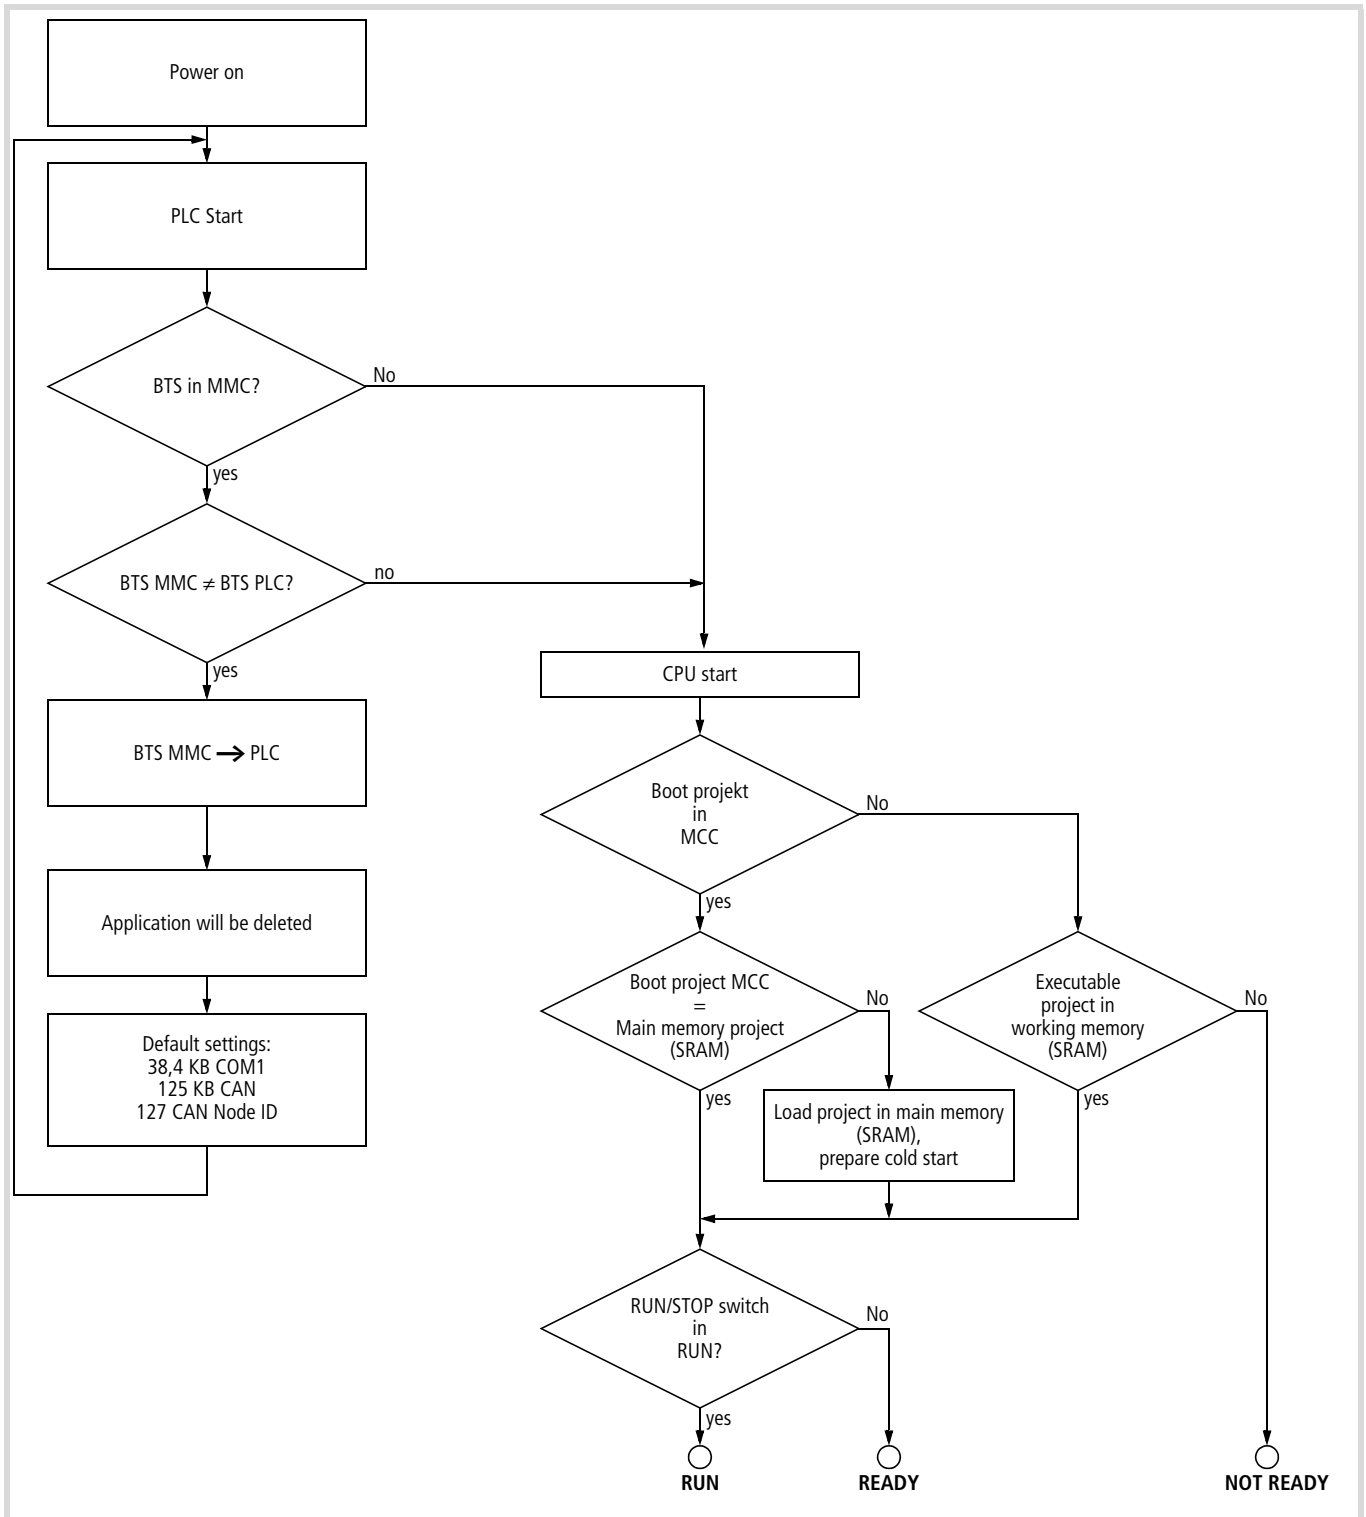 Power on
PLC Start
BTS in MMC?
No
yes
BTS MMC ≠ BTS PLC?
no
yes
BTS MMC → PLC
Application will be deleted
Default settings:
38,4 KB COM1
125 KB CAN
127 CAN Node ID
CPU start
Boot projekt
in
MCC
No
yes
Boot project MCC
=
Main memory project
(SRAM)
No
yes
Executable
project in
working memory
(SRAM)
No
yes
Load project in main memory
(SRAM),
prepare cold start
RUN/STOP switch
in
RUN?
No
yes
RUN
READY
NOT READY